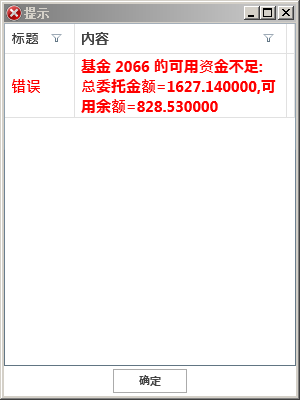 提示
标题 内容
错误
基金 2066 的可用资金不足:
总委托金额=1627.140000,可
用余额=828.530000
确定